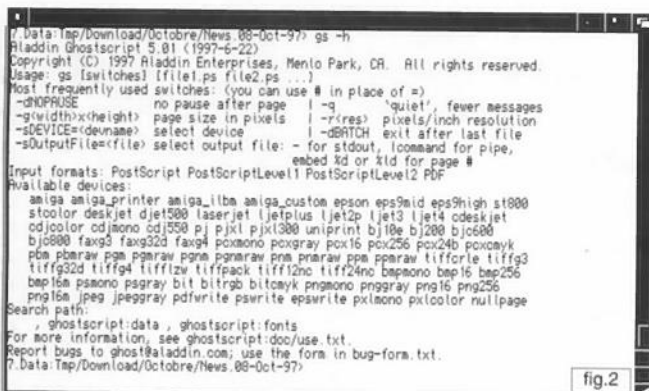 7.Data:Tmp/Download/Octobre/News.08-Oct-97> gs -h
Aladdin Ghostscript 5.01 (1997-6-22)
Copyright (C) 1997 Aladdin Enterprises, Menlo Park, CA.  All rights reserved.
Usage: gs [switches] [file1.ps file2.ps ...]
Most frequently used switches: (you can use # in place of =)
 -dNOPAUSE           no pause after page   | -q       `quiet', fewer messages
 -g<width>x<height>  page size in pixels   | -r<res>  pixels/inch resolution
 -sDEVICE=<devname>  select device         | -dBATCH  exit after last file
 -sOutputFile=<file> select output file: - for stdout, |command for pipe,
                                         embed %d or %ld for page #
Input formats: PostScript PostScriptLevel1 PostScriptLevel2 PDF
Available devices:
   amiga amiga_printer amiga_ilbm amiga_custom epson eps9mid eps9high st800
   stcolor deskjet djet500 laserjet ljetplus ljet2p ljet3 ljet4 cdeskjet
   cdjcolor cdjmono cdj550 pj pjxl pjxl300 uniprint bj10e bj200 bjc600
   bjc800 faxg3 faxg32d faxg4 pcxmono pcxgray pcx16 pcx256 pcx24b pcxcmyk
   pbm pbmraw pgm pgmraw pgnm pgnmraw pnm pnmraw ppm ppmraw tiffcrle tiffg3
   tiffg32d tiffg4 tifflzw tiffpack tiff12nc tiff24nc bmpmono bmp16 bmp256
   bmp16m psmono psgray bit bitrgb bitcmyk pngmono pnggray png16 png256
   png16m jpeg jpeggray pdfwrite pswrite epswrite pxlmono pxlcolor nullpage
Search path:
   . ghostscript:data , ghostscript:fonts
For more information, see ghostscript:doc/use.txt.
Report bugs to ghost@aladdin.com; use the form in bug-form.txt.
7.Data:Tmp/Download/Octobre/News.08-Oct-97>
fig.2